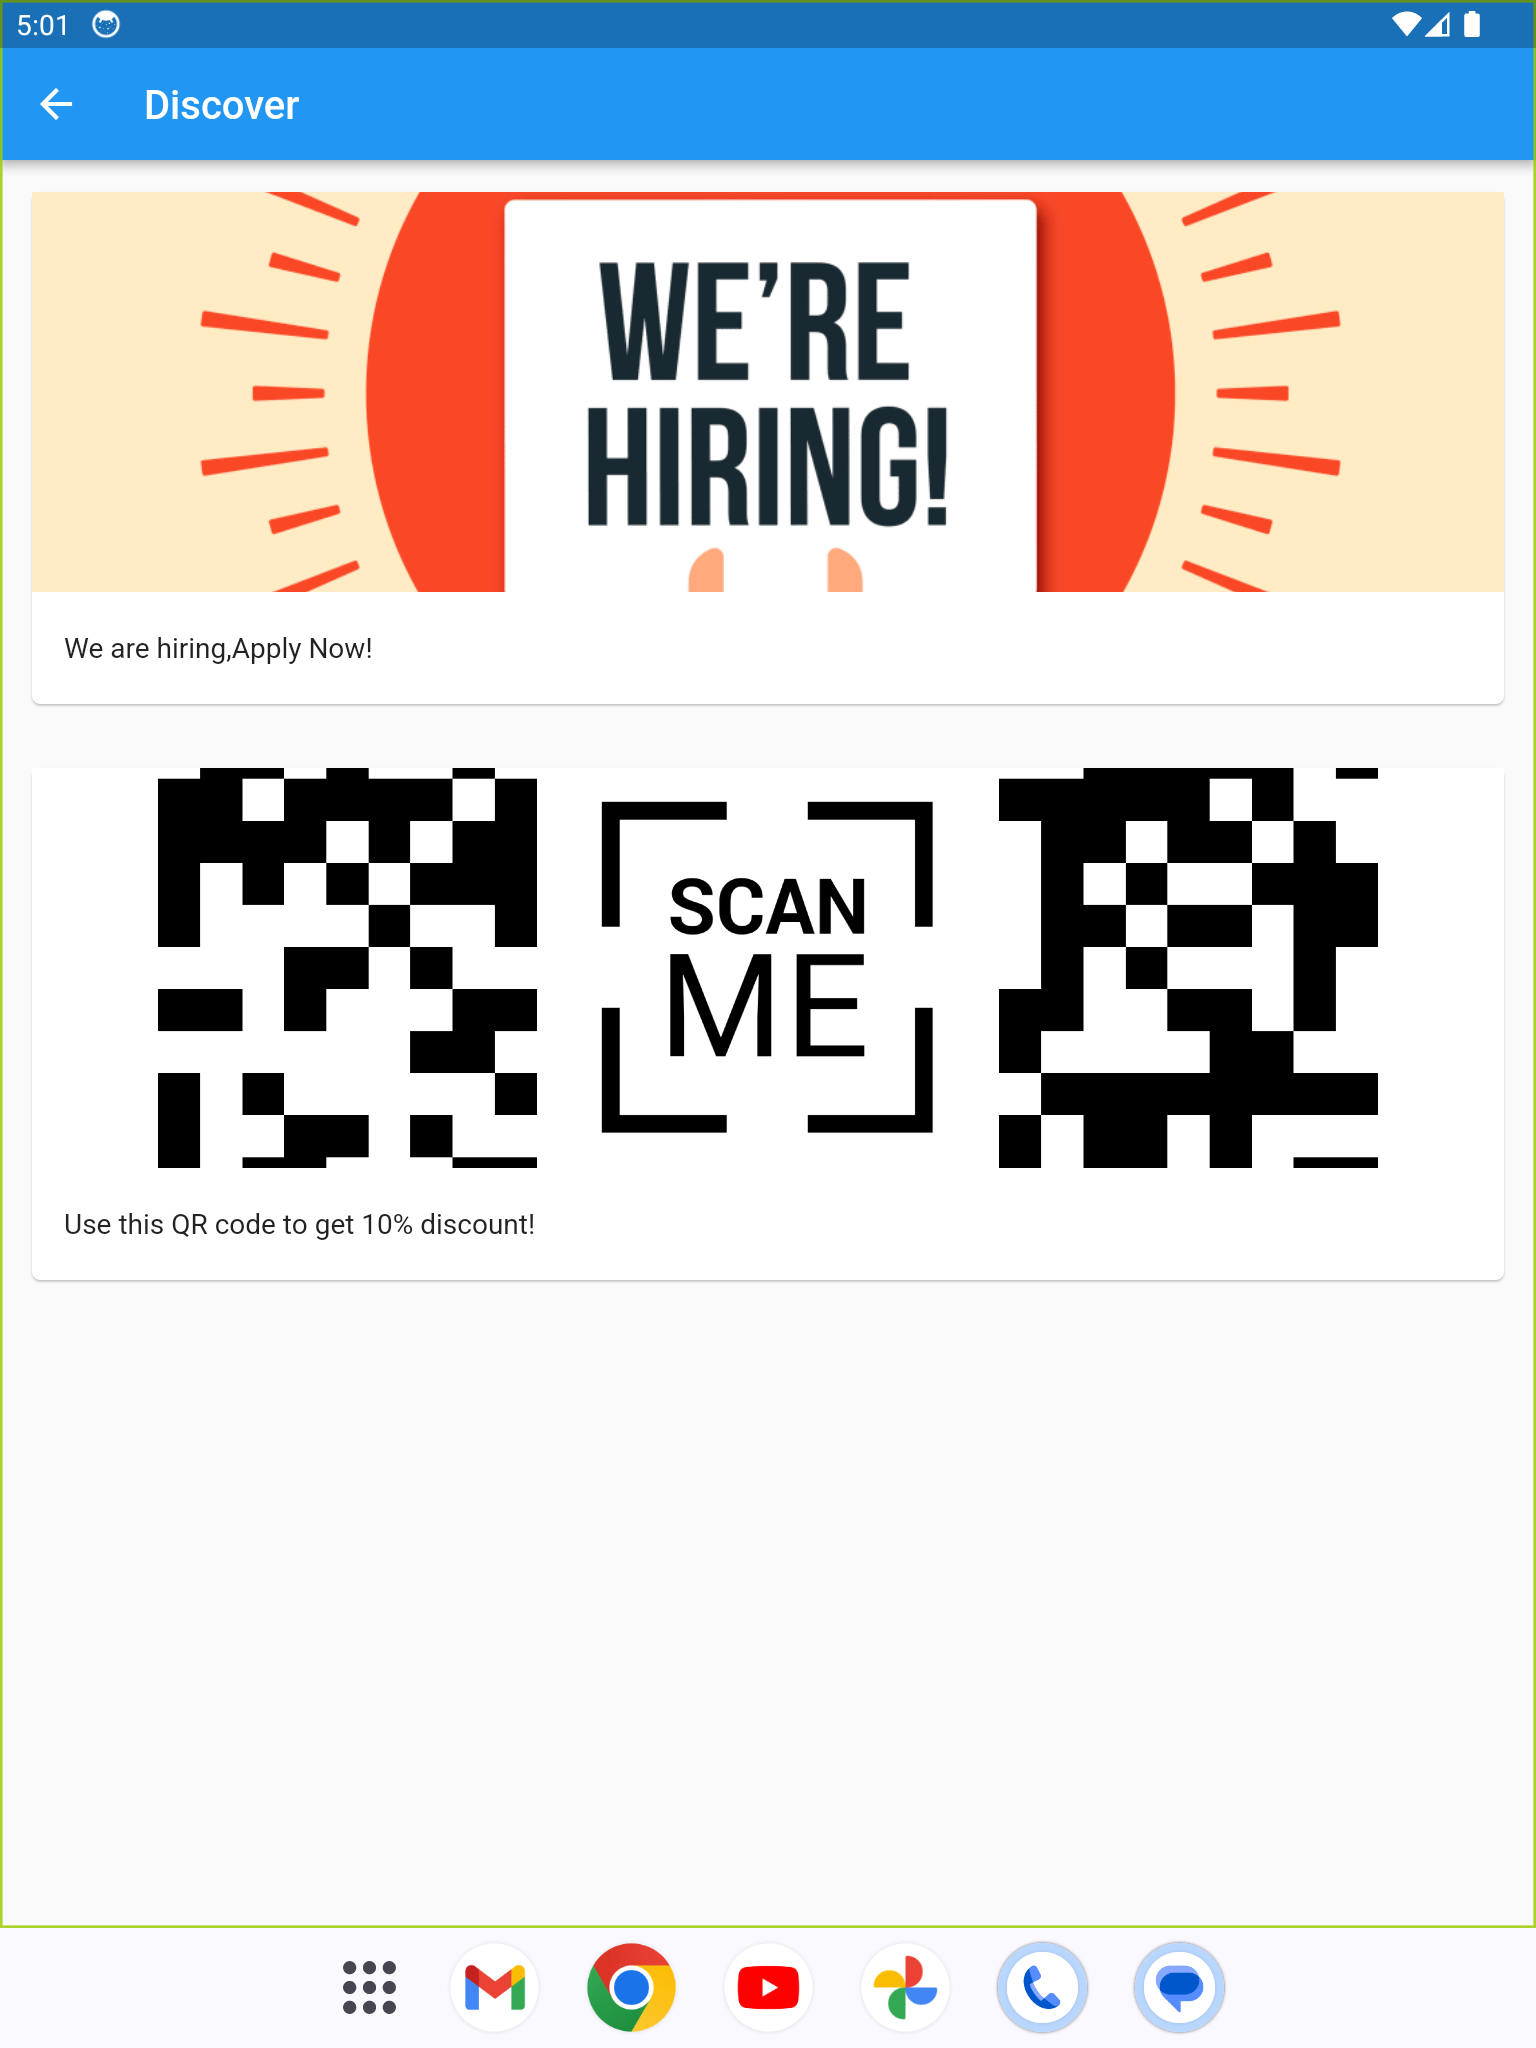 5:01
Discover
WE'RE
HIRING!
We are hiring,Apply Now!
SCAN
ME
Use this QR code to get 10% discount!